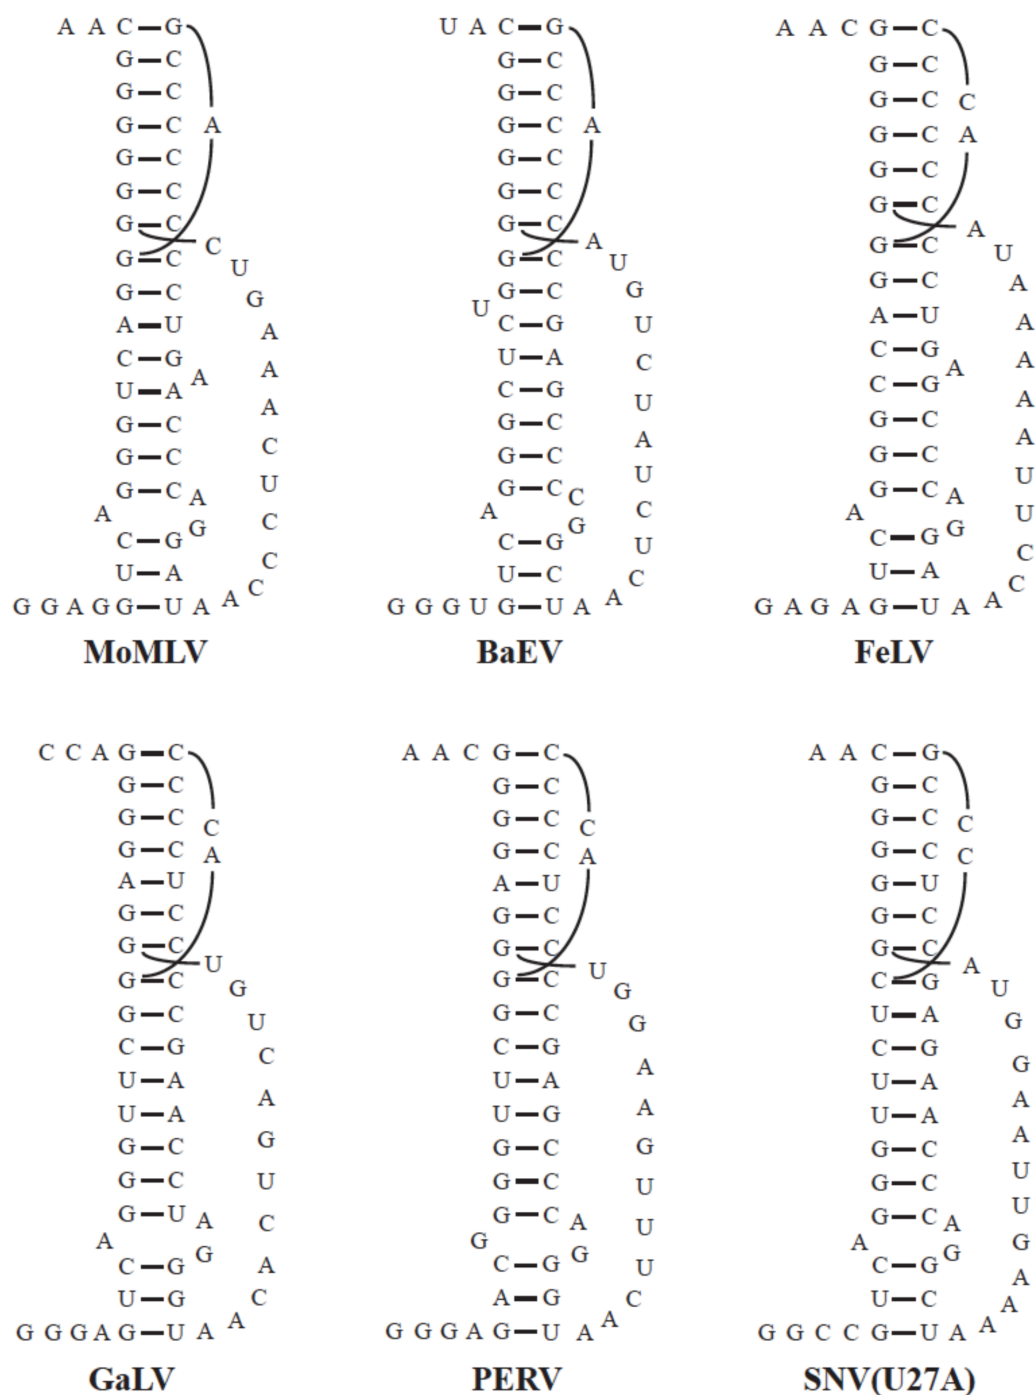 A A C G
G C
G C
G C A
G C
G C
G C C
G C U
G C G
A U A
C G A A
U A A
G C C
G C U
G C A
A G C
C G C
U A A C
G G A G G U A
MoMLV
U A C G
G C
G C
G C A
G C
G C
G C A
G C U
G C G
U
C G U
U A C
C G U
G C A
G C U
G C C
A G C
C G U
U C A C
G G G U G U A
BaEV
A A C G C
G C
G C C
G C A
G C
G C
A
G C U
G C A
A U A
C G A A
C G A
G C A
G C U
G C A
A G U
C G C
U A A C
G A G A G U A
FeLV
C C A G C
G C
G C
G C C
A U A
G C
G C U
G C G
G C U
C G C
U A A
U A G
G C U
G C
G U A C
A G A
C G C
U G A
G G G A G U A
GaLV
A A C G C
G C
G C
G C C
A U A
G C
G C U
G C G
G C G
C G A
U A A
U G G
G C U
G C
G C A U
G G U
C G C
A G
G G G A G U A A
PERV
A A C G
G C
G C
G C C
G U C
G C
G C A
C G U
U A G
C G G
U A A
U A A
G C U
G C U
G C A
A G G
C G A
U C A
G G C C G U A A
SNV(U27A)